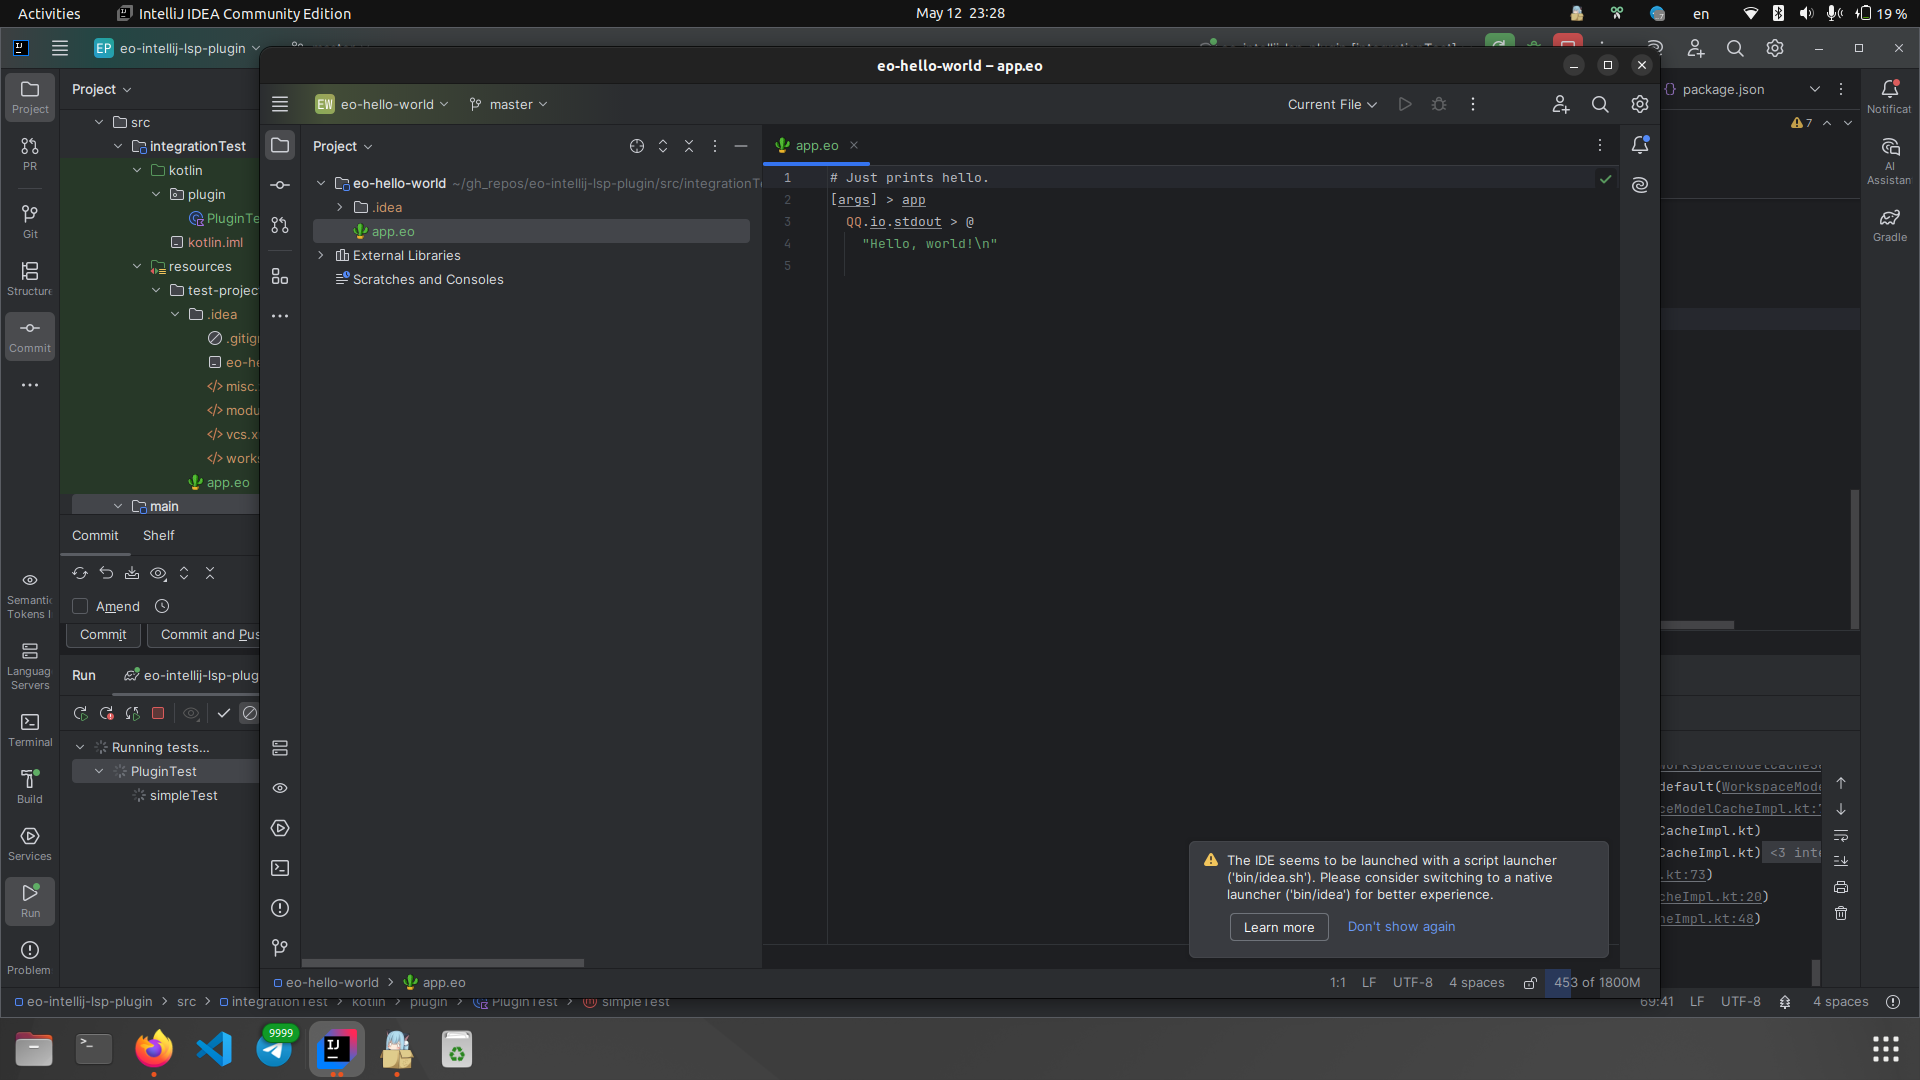 Activities
IntelliJ IDEA Community Edition
May 12 23:28
en
19 %
EP eo-intellij-lsp-plugin
eo-hello-world – app.eo
Project
Project
PR
Git
Structure
Commit
Semantic
Tokens I
Languag
Servers
Terminal
Build
Services
Run
Problem
src
integrationTest
kotlin
plugin
PluginTe
kotlin.iml
resources
test-projec
.idea
.gitign
eo-he
misc.
modu
vcs.x
works
app.eo
main
Commit Shelf
Amend
Commit Commit and Pus
Run eo-intellij-lsp-plug
Running tests...
PluginTest
simpleTest
EW eo-hello-world master
Current File
Project
eo-hello-world ~/gh_repos/eo-intellij-lsp-plugin/src/integrationT
.idea
app.eo
External Libraries
Scratches and Consoles
app.eo
1 # Just prints hello.
2 [args] > app
3 QQ.io.stdout > @
4 "Hello, world!\n"
5
The IDE seems to be launched with a script launcher
('bin/idea.sh'). Please consider switching to a native
launcher ('bin/idea') for better experience.
Learn more Don't show again
eo-hello-world app.eo
1:1 LF UTF-8 4 spaces 453 of 1800M
{} package.json
7
Notificat
AI
Assistan
Gradle
default(WorkspaceMode
ceModelCacheImpl.kt:
CacheImpl.kt)
CacheImpl.kt) <3 inte
.kt:73)
cheImpl.kt:20)
heImpl.kt:48)
eo-intellij-lsp-plugin src integrationTest kotlin plugin PluginTest simpleTest
69:41 LF UTF-8 4 spaces
9999
IJ